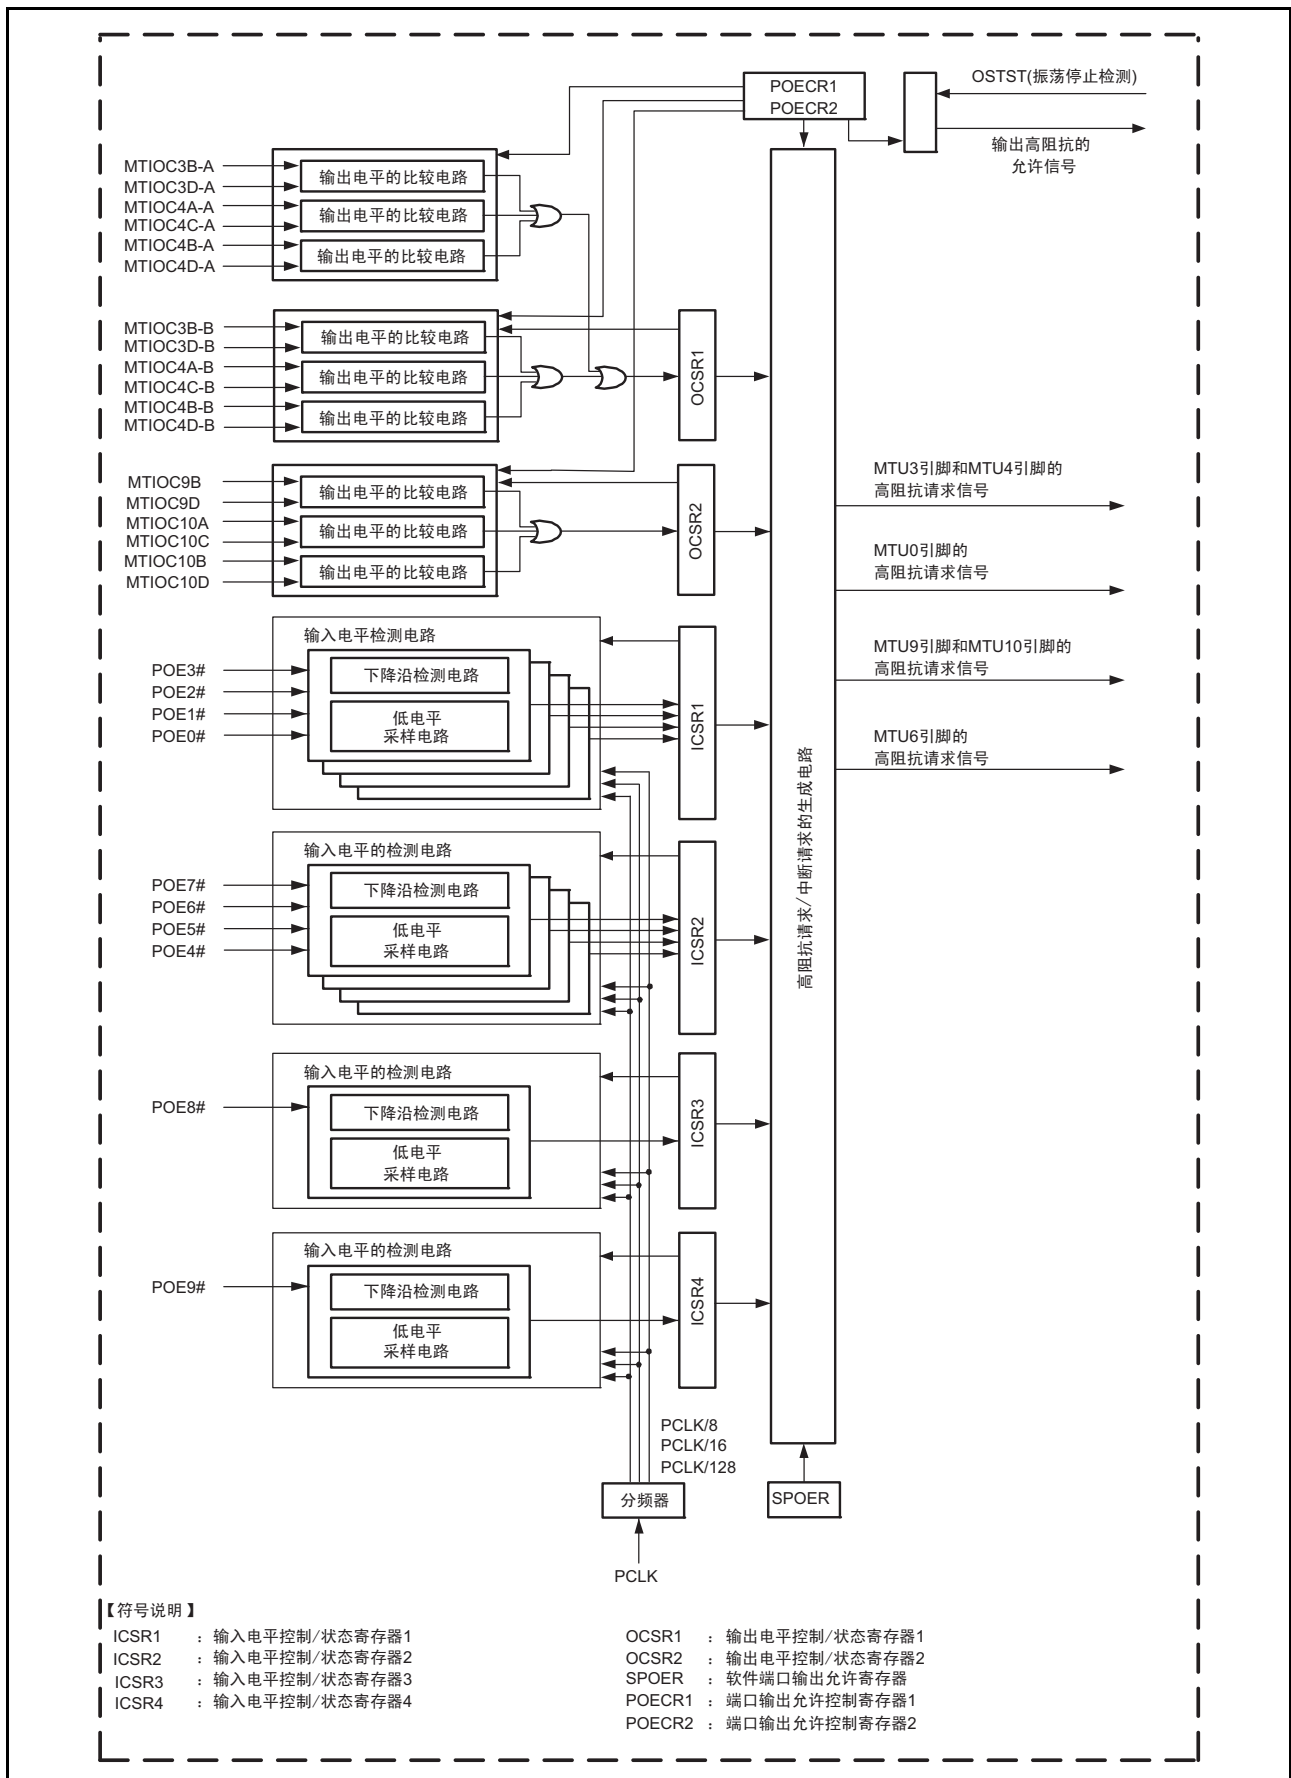 POECR1
POECR2
OSTST(振荡停止检测)
输出高阻抗的
允许信号
MTIOC3B-A
MTIOC3D-A
MTIOC4A-A
MTIOC4C-A
MTIOC4B-A
MTIOC4D-A
输出电平的比较电路
输出电平的比较电路
输出电平的比较电路
MTIOC3B-B
MTIOC3D-B
MTIOC4A-B
MTIOC4C-B
MTIOC4B-B
MTIOC4D-B
输出电平的比较电路
输出电平的比较电路
输出电平的比较电路
OCSR1
MTIOC9B
MTIOC9D
MTIOC10A
MTIOC10C
MTIOC10B
MTIOC10D
输出电平的比较电路
输出电平的比较电路
输出电平的比较电路
OCSR2
MTU3引脚和MTU4引脚的
高阻抗请求信号
MTU0引脚的
高阻抗请求信号
MTU9引脚和MTU10引脚的
高阻抗请求信号
MTU6引脚的
高阻抗请求信号
输入电平检测电路
POE3#
POE2#
POE1#
POE0#
下降沿检测电路
低电平
采样电路
ICSR1
高阻抗请求/中断请求的生成电路
输入电平的检测电路
POE7#
POE6#
POE5#
POE4#
下降沿检测电路
低电平
采样电路
ICSR2
输入电平的检测电路
POE8#
下降沿检测电路
低电平
采样电路
ICSR3
输入电平的检测电路
POE9#
下降沿检测电路
低电平
采样电路
ICSR4
PCLK/8
PCLK/16
PCLK/128
分频器
SPOER
PCLK
【符号说明】
ICSR1 : 输入电平控制/状态寄存器1
ICSR2 : 输入电平控制/状态寄存器2
ICSR3 : 输入电平控制/状态寄存器3
ICSR4 : 输入电平控制/状态寄存器4
OCSR1 : 输出电平控制/状态寄存器1
OCSR2 : 输出电平控制/状态寄存器2
SPOER : 软件端口输出允许寄存器
POECR1 : 端口输出允许控制寄存器1
POECR2 : 端口输出允许控制寄存器2